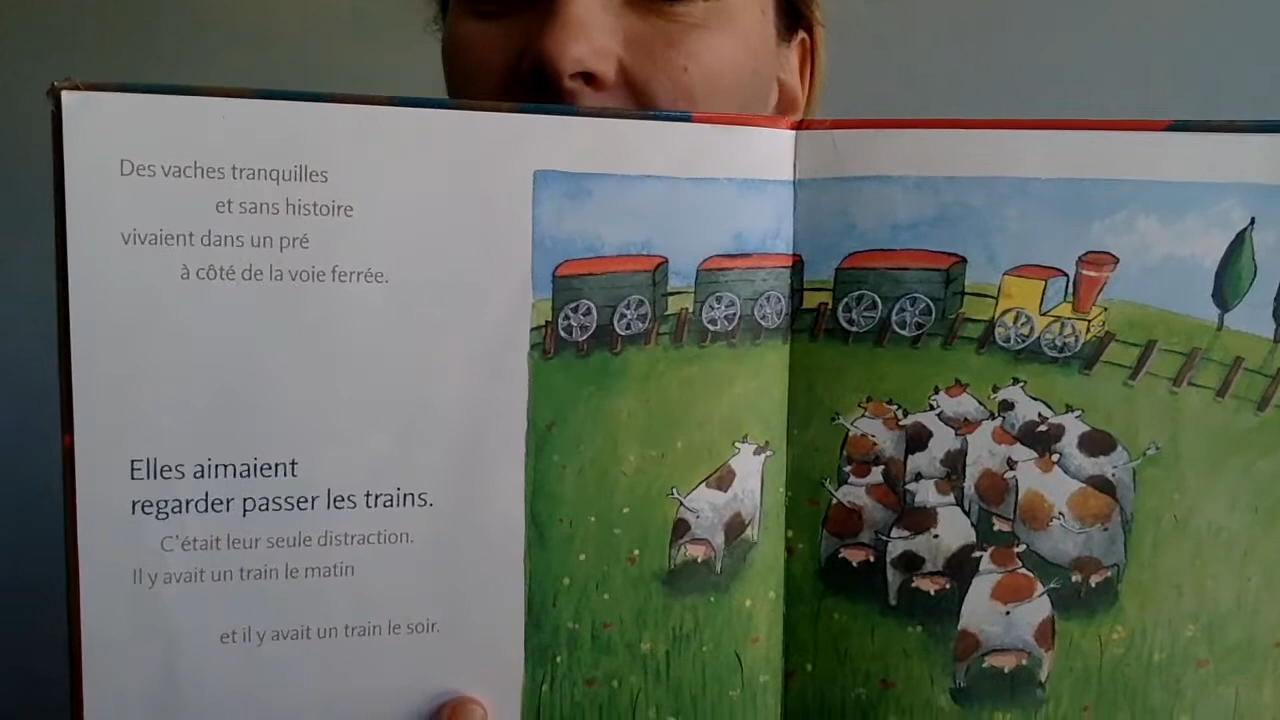 Des vaches tranquilles
et sans histoire
vivaient dans un pré
à côté de la voie ferrée.
Elles aimaient
regarder passer les trains.
C'était leur seule distraction.
Il y avait un train le matin
et il y avait un train le soir.